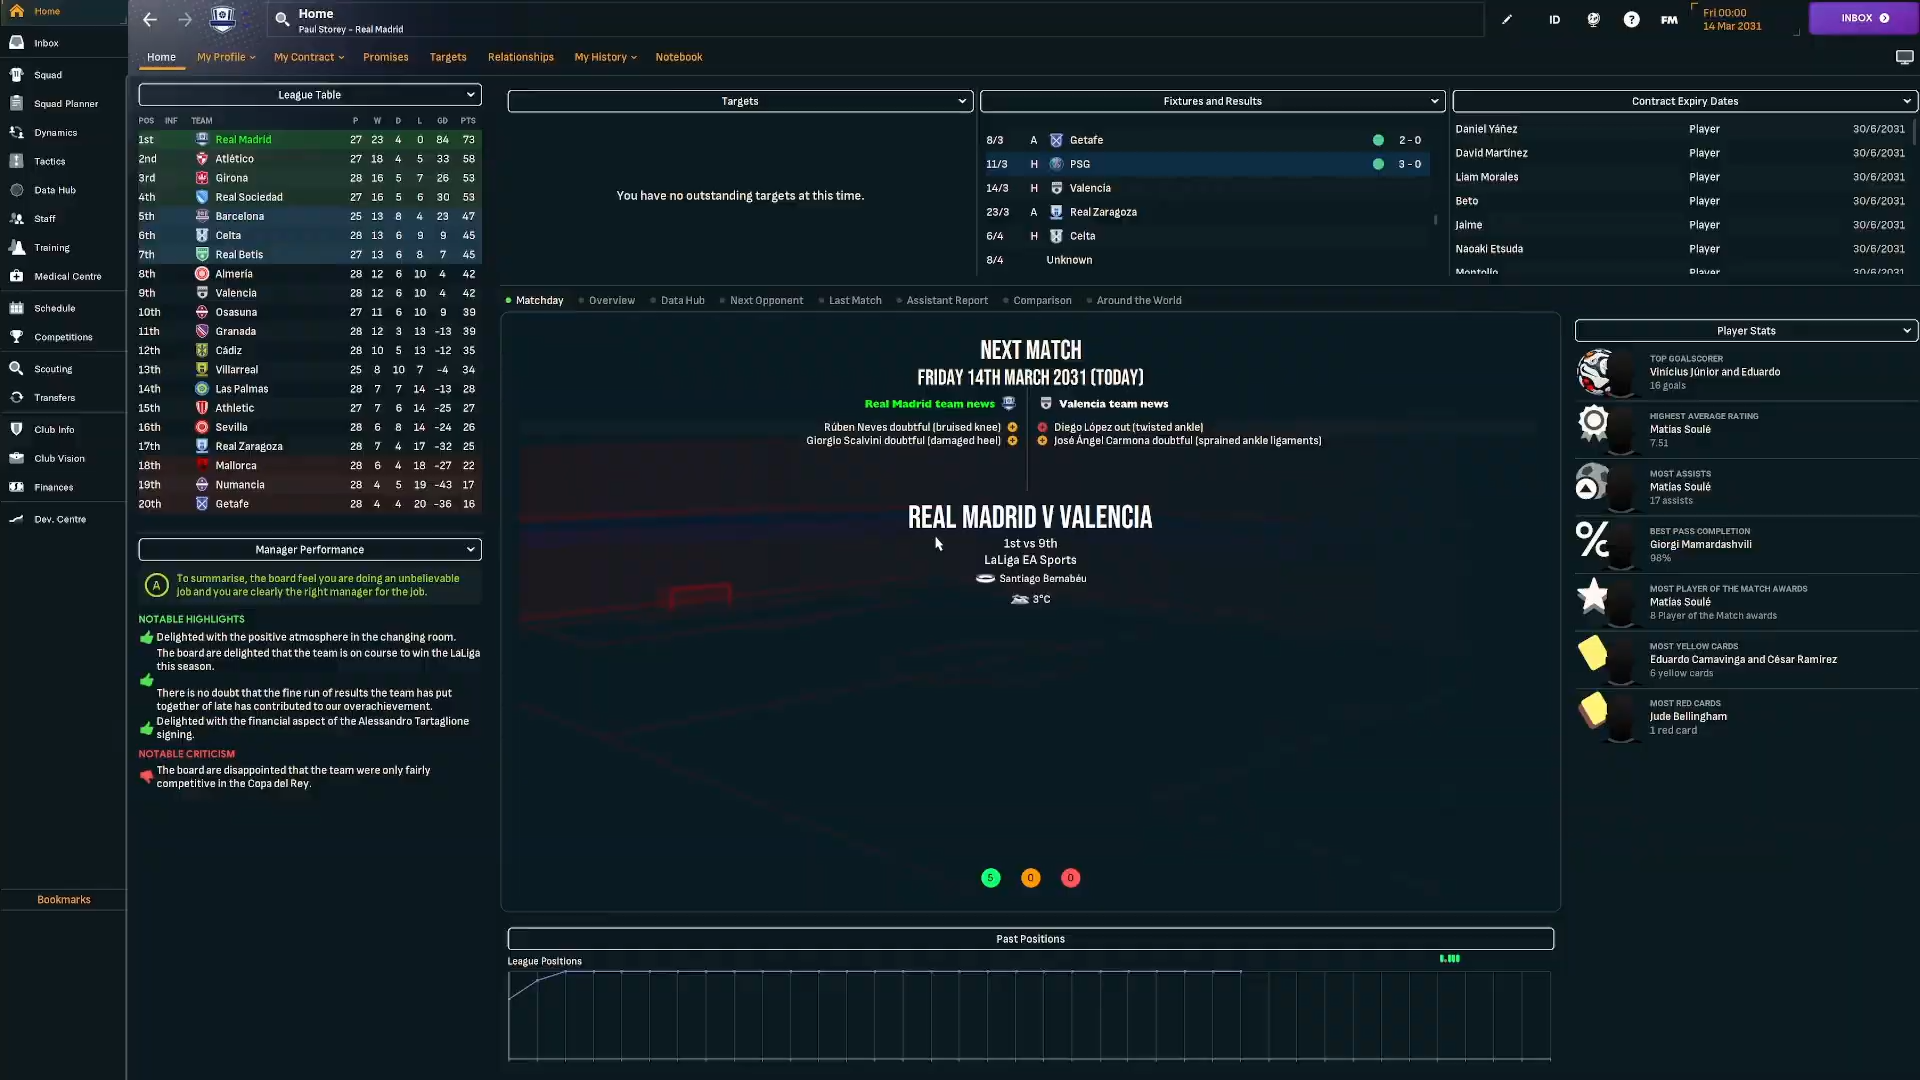 Home
Inbox
Squad
Squad Planner
Dynamics
Tactics
Data Hub
Staff
Training
Medical Centre
Schedule
Competitions
Scouting
Transfers
Club Info
Club Vision
Finances
Dev. Centre
Bookmarks
Home
Paul Storey - Real Madrid
ID
?
FM
Fri 00:00
14 Mar 2031
INBOX
Home My Profile My Contract Promises Targets Relationships My History Notebook
League Table
POS INF TEAM P W D L GD PTS
1st Real Madrid 27 23 4 0 84 73
2nd Atlético 27 18 4 5 33 58
3rd Girona 28 16 5 7 26 53
4th Real Sociedad 27 16 5 6 30 53
5th Barcelona 25 13 8 4 23 47
6th Celta 28 13 6 9 9 45
7th Real Betis 27 13 6 8 7 45
8th Almería 28 12 6 10 4 42
9th Valencia 28 12 6 10 4 42
10th Osasuna 27 11 6 10 9 39
11th Granada 28 12 3 13 -13 39
12th Cádiz 28 10 5 13 -12 35
13th Villarreal 25 8 10 7 -4 34
14th Las Palmas 28 7 7 14 -13 28
15th Athletic 27 7 6 14 -25 27
16th Sevilla 28 6 8 14 -24 26
17th Real Zaragoza 28 7 4 17 -32 25
18th Mallorca 28 6 4 18 -27 22
19th Numancia 28 4 5 19 -43 17
20th Getafe 28 4 4 20 -36 16
Manager Performance
A
To summarise, the board feel you are doing an unbelievable
job and you are clearly the right manager for the job.
NOTABLE HIGHLIGHTS
Delighted with the positive atmosphere in the changing room.
The board are delighted that the team is on course to win the LaLiga
this season.
There is no doubt that the fine run of results the team has put
together of late has contributed to our overachievement.
Delighted with the financial aspect of the Alessandro Tartaglione
signing.
NOTABLE CRITICISM
The board are disappointed that the team were only fairly
competitive in the Copa del Rey.
Targets
You have no outstanding targets at this time.
Fixtures and Results
8/3 A Getafe 2 - 0
11/3 H PSG 3 - 0
14/3 H Valencia
23/3 A Real Zaragoza
6/4 H Celta
8/4 Unknown
Contract Expiry Dates
Daniel Yáñez Player 30/6/2031
David Martínez Player 30/6/2031
Liam Morales Player 30/6/2031
Beto Player 30/6/2031
Jaime Player 30/6/2031
Naoaki Etsuda Player 30/6/2031
Montolío Player 30/6/2031
Matchday Overview Data Hub Next Opponent Last Match Assistant Report Comparison Around the World
NEXT MATCH
FRIDAY 14TH MARCH 2031 (TODAY)
Real Madrid team news
Rúben Neves doubtful (bruised knee)
Giorgio Scalvini doubtful (damaged heel)
Valencia team news
Diego López out (twisted ankle)
José Ángel Carmona doubtful (sprained ankle ligaments)
REAL MADRID V VALENCIA
1st vs 9th
LaLiga EA Sports
Santiago Bernabéu
3°C
5 0 0
Past Positions
League Positions
Player Stats
TOP GOALSCORER
Vinícius Júnior and Eduardo
16 goals
HIGHEST AVERAGE RATING
Matías Soulé
7.51
MOST ASSISTS
Matías Soulé
17 assists
BEST PASS COMPLETION
Giorgi Mamardashvili
98%
MOST PLAYER OF THE MATCH AWARDS
Matías Soulé
8 Player of the Match awards
MOST YELLOW CARDS
Eduardo Camavinga and César Ramírez
6 yellow cards
MOST RED CARDS
Jude Bellingham
1 red card